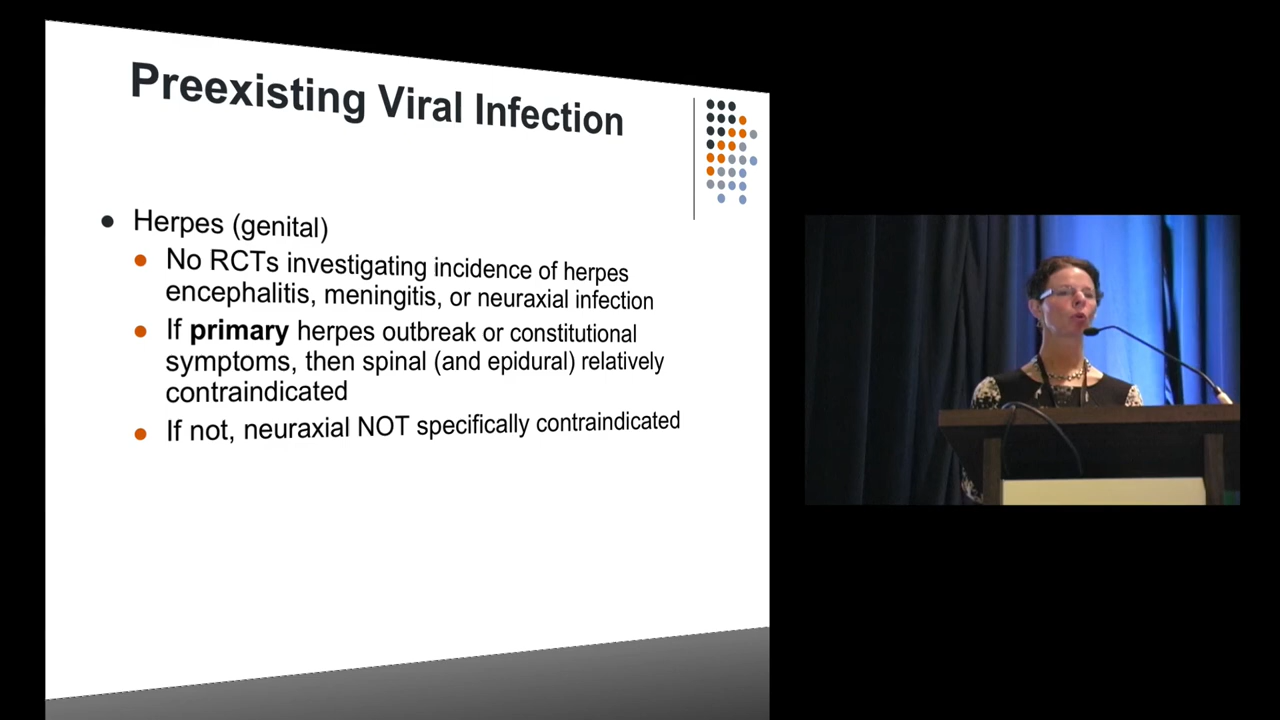 Preexisting Viral Infection
Herpes (genital)
No RCTs investigating incidence of herpes
encephalitis, meningitis, or neuraxial infection
If primary herpes outbreak or constitutional
symptoms, then spinal (and epidural) relatively
contraindicated
If not, neuraxial NOT specifically contraindicated